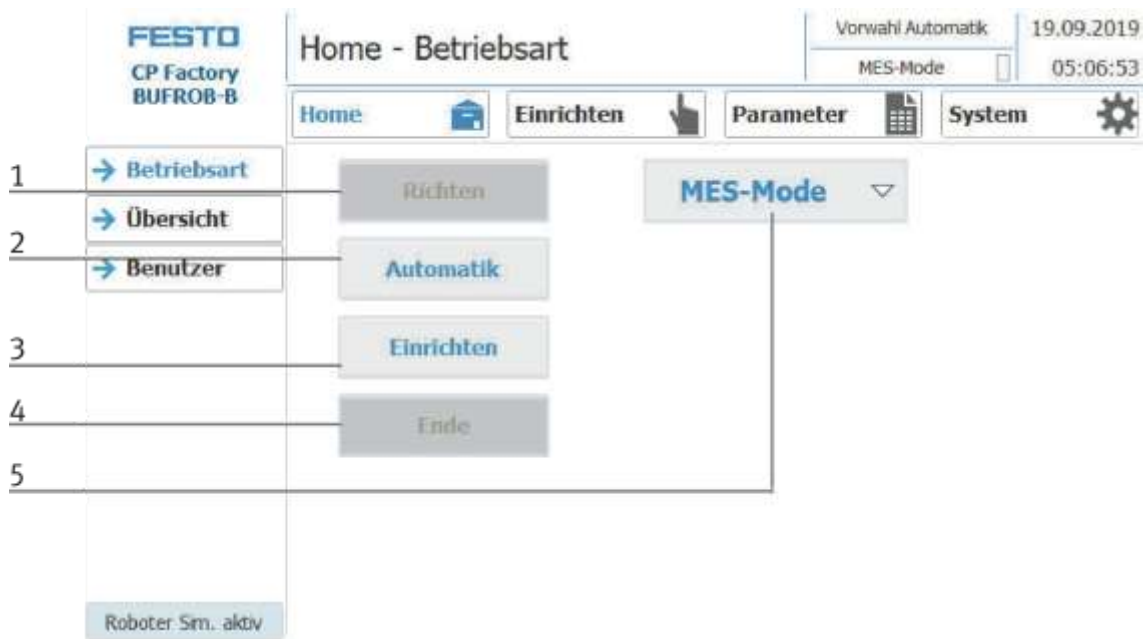 FESTO
CP Factory
BUFROB-B
Home - Betriebsart
Vorwahl Automatik
MES-Mode
19.09.2019
05:06:53
Home
Einrichten
Parameter
System
1
2
3
4
5
Betriebsart
Übersicht
Benutzer
Richten
Automatik
Einrichten
Ende
MES-Mode
Roboter Sim. aktiv